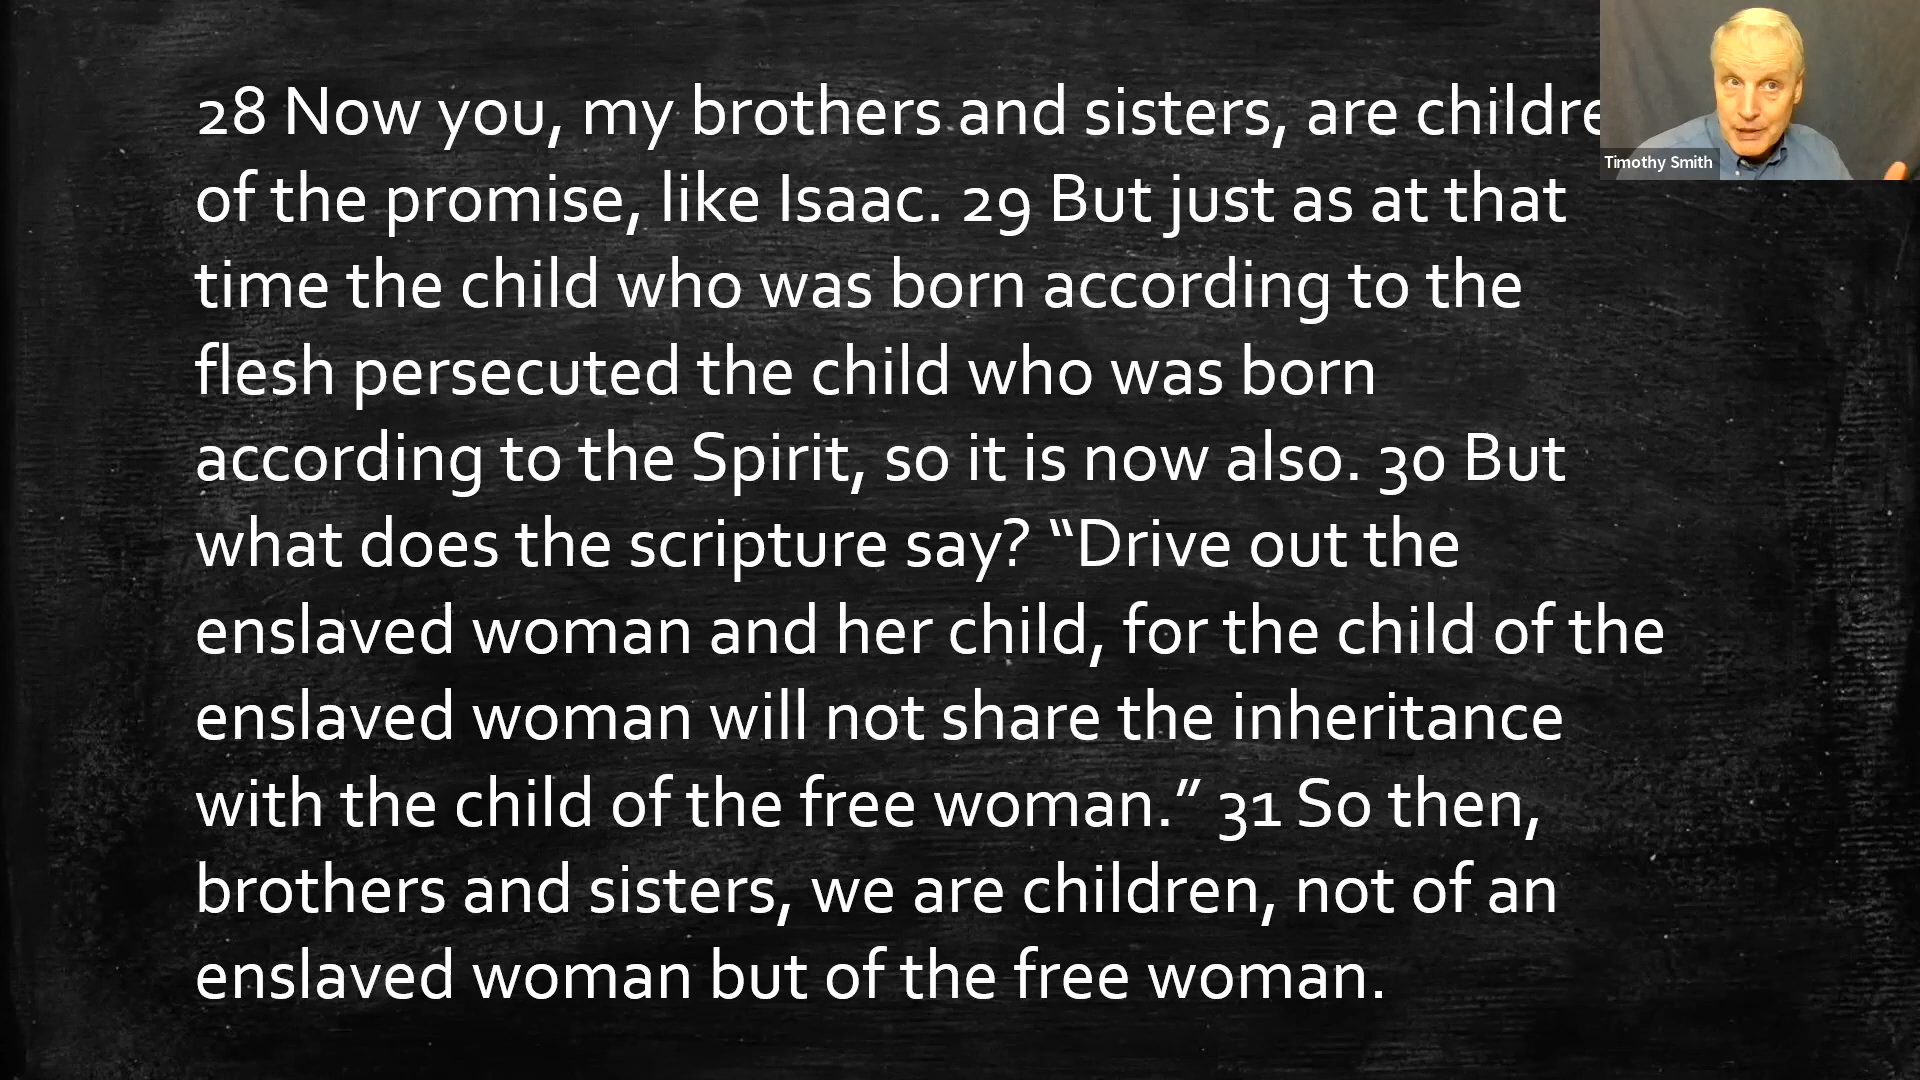 28 Now you, my brothers and sisters, are childre
of the promise, like Isaac. 29 But just as at that
time the child who was born according to the
flesh persecuted the child who was born
according to the Spirit, so it is now also. 30 But
what does the scripture say? “Drive out the
enslaved woman and her child, for the child of the
enslaved woman will not share the inheritance
with the child of the free woman.” 31 So then,
brothers and sisters, we are children, not of an
enslaved woman but of the free woman.
Timothy Smith